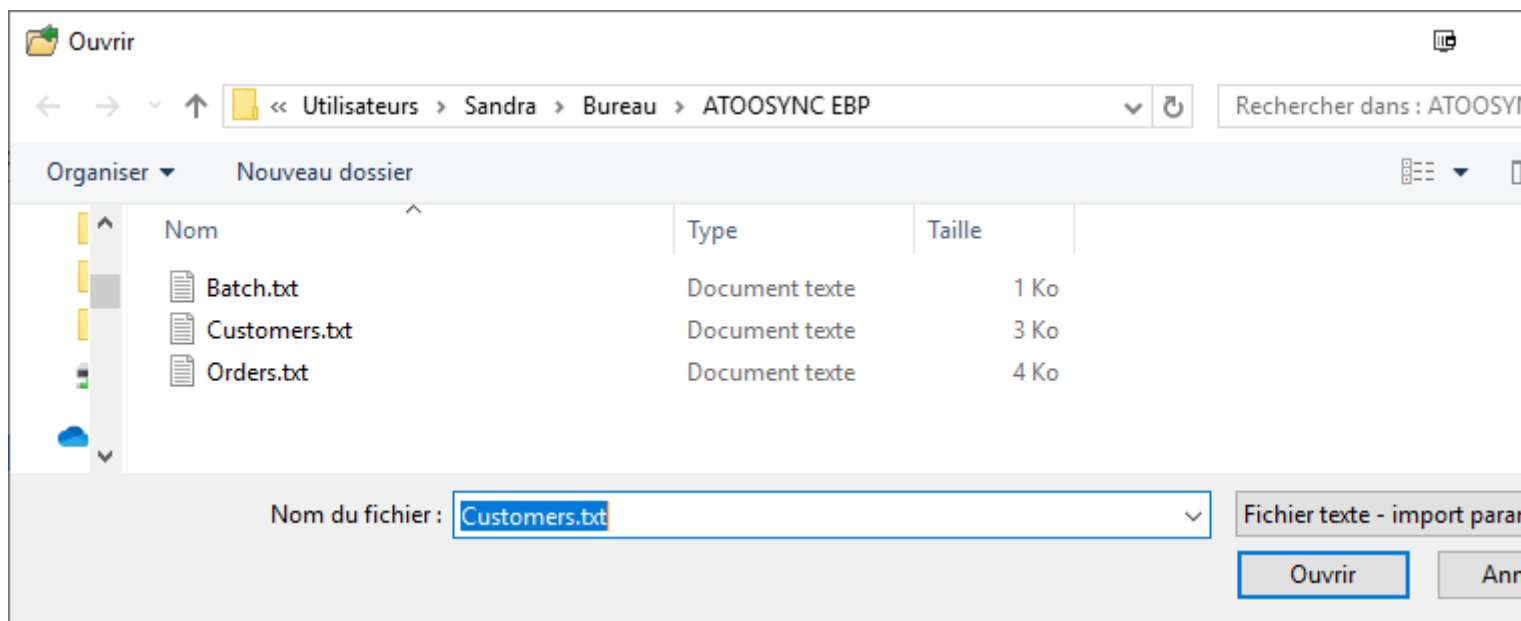 Ouvrir
« Utilisateurs › Sandra › Bureau › ATOOSYNC EBP
Rechercher dans : ATOOSYN
Organiser
Nouveau dossier
Nom Type Taille
Batch.txt Document texte 1 Ko
Customers.txt Document texte 3 Ko
Orders.txt Document texte 4 Ko
Nom du fichier : Customers.txt
Fichier texte - import parar
Ouvrir
Ann